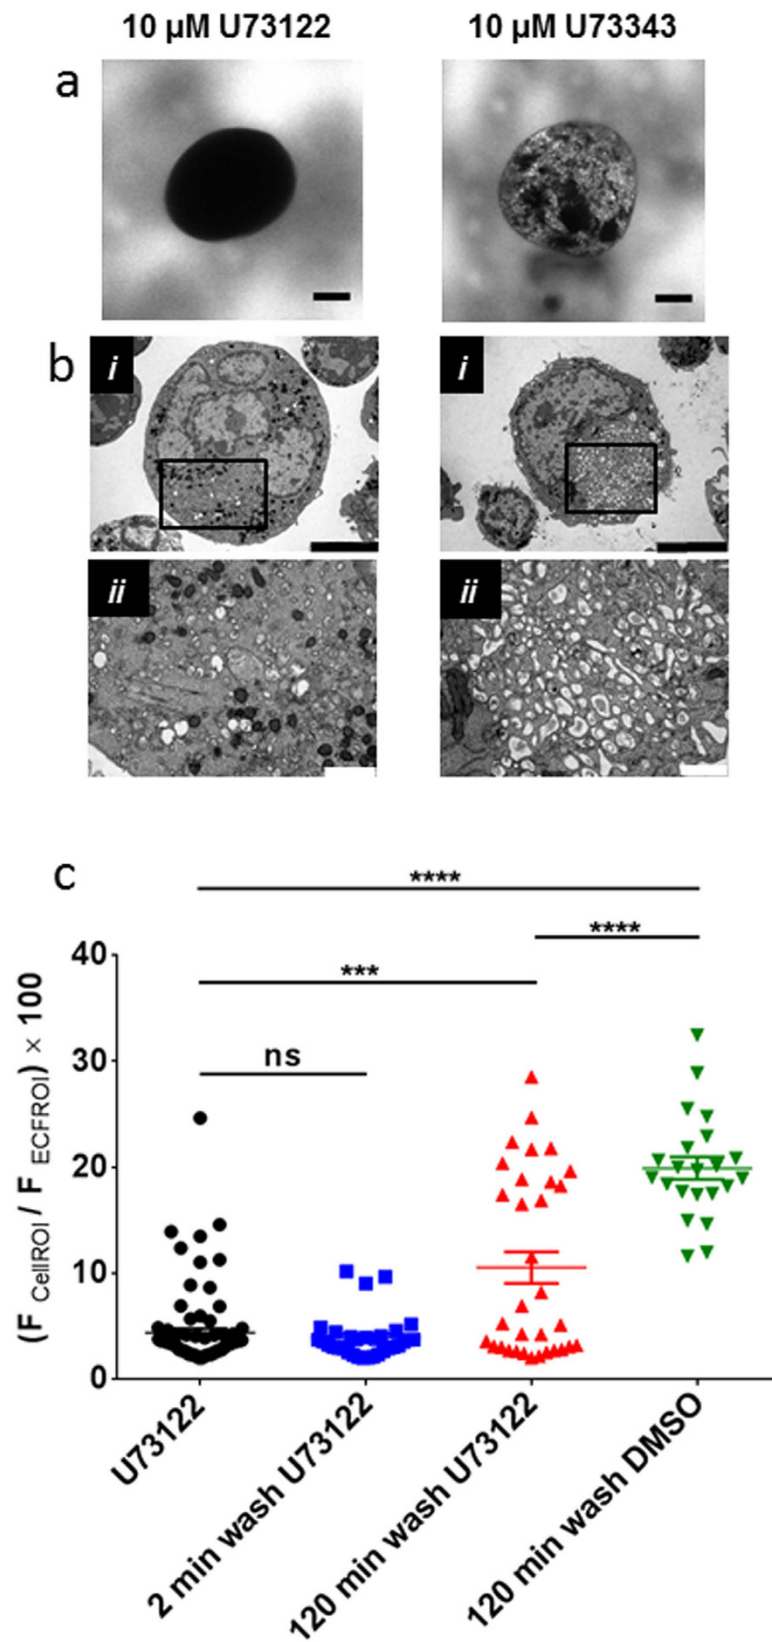 10 µM U73122 10 µM U73343
a
b i i
ii ii
c
****
****
***
ns
(F CellROI / F ECFROI) × 100
40
30
20
10
0
U73122
2 min wash U73122
120 min wash U73122
120 min wash DMSO